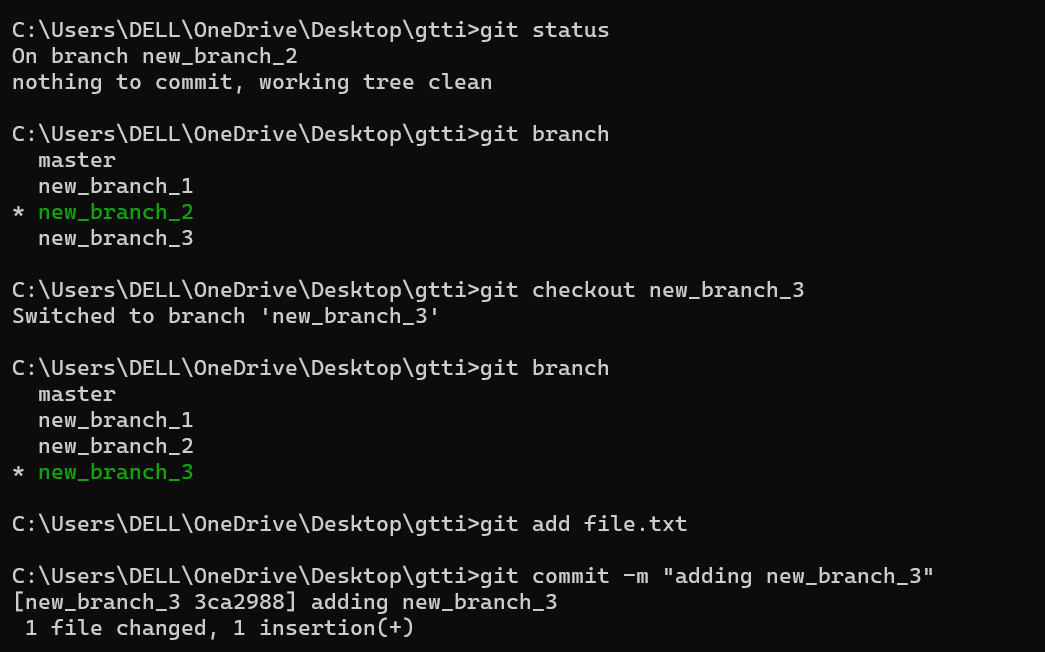 C:\Users\DELL\OneDrive\Desktop\gtti>git status
On branch new_branch_2
nothing to commit, working tree clean

C:\Users\DELL\OneDrive\Desktop\gtti>git branch
  master
  new_branch_1
* new_branch_2
  new_branch_3

C:\Users\DELL\OneDrive\Desktop\gtti>git checkout new_branch_3
Switched to branch 'new_branch_3'

C:\Users\DELL\OneDrive\Desktop\gtti>git branch
  master
  new_branch_1
  new_branch_2
* new_branch_3

C:\Users\DELL\OneDrive\Desktop\gtti>git add file.txt

C:\Users\DELL\OneDrive\Desktop\gtti>git commit -m "adding new_branch_3"
[new_branch_3 3ca2988] adding new_branch_3
 1 file changed, 1 insertion(+)